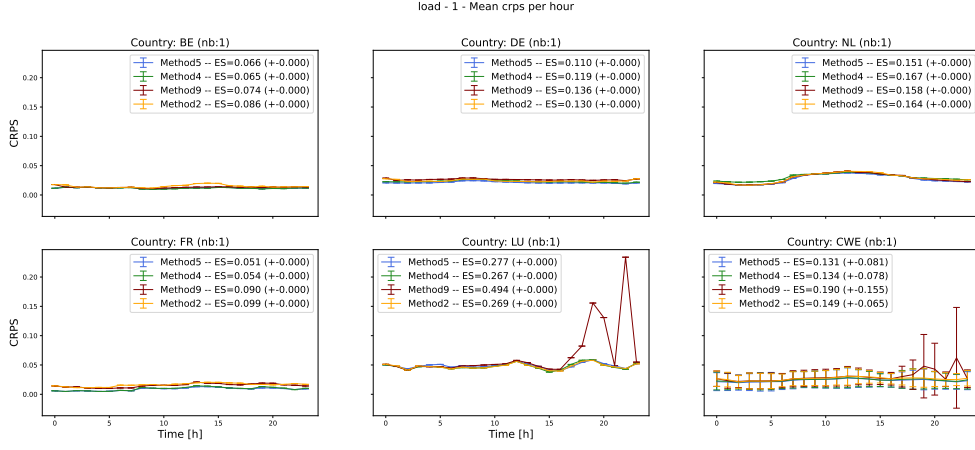 load - 1 - Mean crps per hour
Country: BE (nb:1)
Method5 -- ES=0.066 (+-0.000)
Method4 -- ES=0.065 (+-0.000)
Method9 -- ES=0.074 (+-0.000)
Method2 -- ES=0.086 (+-0.000)
CRPS
0.20
0.15
0.10
0.05
0.00
Country: DE (nb:1)
Method5 -- ES=0.110 (+-0.000)
Method4 -- ES=0.119 (+-0.000)
Method9 -- ES=0.136 (+-0.000)
Method2 -- ES=0.130 (+-0.000)
Country: NL (nb:1)
Method5 -- ES=0.151 (+-0.000)
Method4 -- ES=0.167 (+-0.000)
Method9 -- ES=0.158 (+-0.000)
Method2 -- ES=0.164 (+-0.000)
Country: FR (nb:1)
Method5 -- ES=0.051 (+-0.000)
Method4 -- ES=0.054 (+-0.000)
Method9 -- ES=0.090 (+-0.000)
Method2 -- ES=0.099 (+-0.000)
CRPS
0.20
0.15
0.10
0.05
0.00
0 5 10 15 20
Time [h]
Country: LU (nb:1)
Method5 -- ES=0.277 (+-0.000)
Method4 -- ES=0.267 (+-0.000)
Method9 -- ES=0.494 (+-0.000)
Method2 -- ES=0.269 (+-0.000)
0 5 10 15 20
Time [h]
Country: CWE (nb:1)
Method5 -- ES=0.131 (+-0.081)
Method4 -- ES=0.134 (+-0.078)
Method9 -- ES=0.190 (+-0.155)
Method2 -- ES=0.149 (+-0.065)
0 5 10 15 20
Time [h]